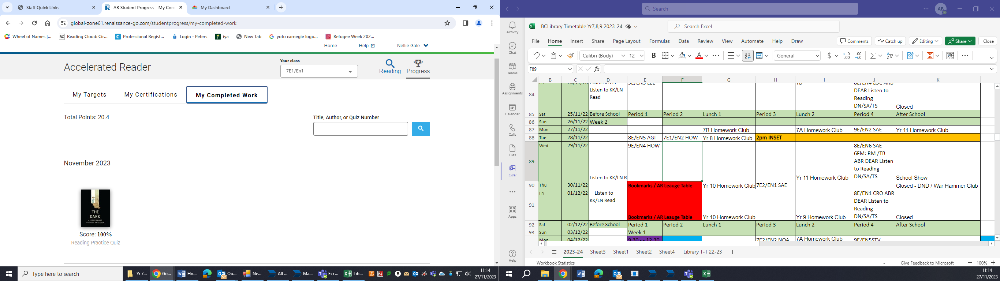 Staff Quick Links
AR Student Progress - My Com
My Dashboard
global-zone61.renaissance-go.com/studentprogress/my-completed-work
Wheel of Names |...
Reading Cloud: Cir...
Professional Regist...
Login - Peters
iya
New Tab
yoto carnegie logo...
Refugee Week 202...
Home
Help
Nellie Gale
Accelerated Reader
Your class
7E1/En1
Reading
Progress
My Targets
My Certifications
My Completed Work
Total Points: 20.4
Title, Author, or Quiz Number
November 2023
THE
DARK
Score: 100%
Reading Practice Quiz
Type here to search
Yr 7...
Go...
Ho...
Ou...
Ne...
All ...
Ma...
Exc...
Lib...
11:14
27/11/2023
Search
AB
Activity
Chat
Teams
Assignments
Calendar
Calls
Files
Excel
Apps
Help
BCLibrary Timetable Yr7,8,9 2023-24
Search Excel
File Home Insert Share Page Layout Formulas Data Review View Automate Help Draw
Comments
Catch up
Editing
Share
Close
Calibri (Body)
12
B
General
F89
fx
B C D E F G H I J K
84 Listen to KK/LN Read
DEAR Listen to Reading DN/SA/TS
Closed
85 Sat 25/11/22 Before School Period 1 Period 2 Lunch 1 Period 3 Lunch 2 Period 4 After School
86 Sun 26/11/22 Week 2
87 Mon 27/11/22 7B Homework Club 7A Homework Club 9E/EN2 SAE Yr 11 Homework Club
88 Tue 28/11/22 8E/EN5 AGI 7E1/EN2 HOW Yr 8 Homework Club 2pm INSET
89 Wed 29/11/22 Listen to KK/LN R 9E/EN4 HOW Yr 11 Homework Club
8E/EN6 SAE
6FM: RM /TB
ABR DEAR Listen
to Reading
DN/SA/TS
School Show
90 Thu 30/11/22 Bookmarks / AR Leauge Table Yr 10 Homework Club 7E2/EN1 SAE Closed - DND / War Hammer Club
91 Fri 01/12/22 Listen to KK/LN Read Bookmarks / AR Leauge Table Yr 10 Homework Club Yr 9 Homework Club
8E/EN1 CRO ABR
DEAR Listen to
Reading
DN/SA/TS
Closed
92 Sat 02/12/22 Before School Period 1 Period 2 Lunch 1 Period 3 Lunch 2 Period 4 After School
93 Sun 03/12/22 Week 1
Mon 04/12/22 9.30 - - 12.30 7E2/EN2 NOA 7A Homework Club 9E/EN5STV
2023-24 Sheet3 Sheet1 Sheet2 Sheet4 Library T-T 22-23
Workbook Statistics
Give Feedback to Microsoft
100%
11:14
27/11/2023